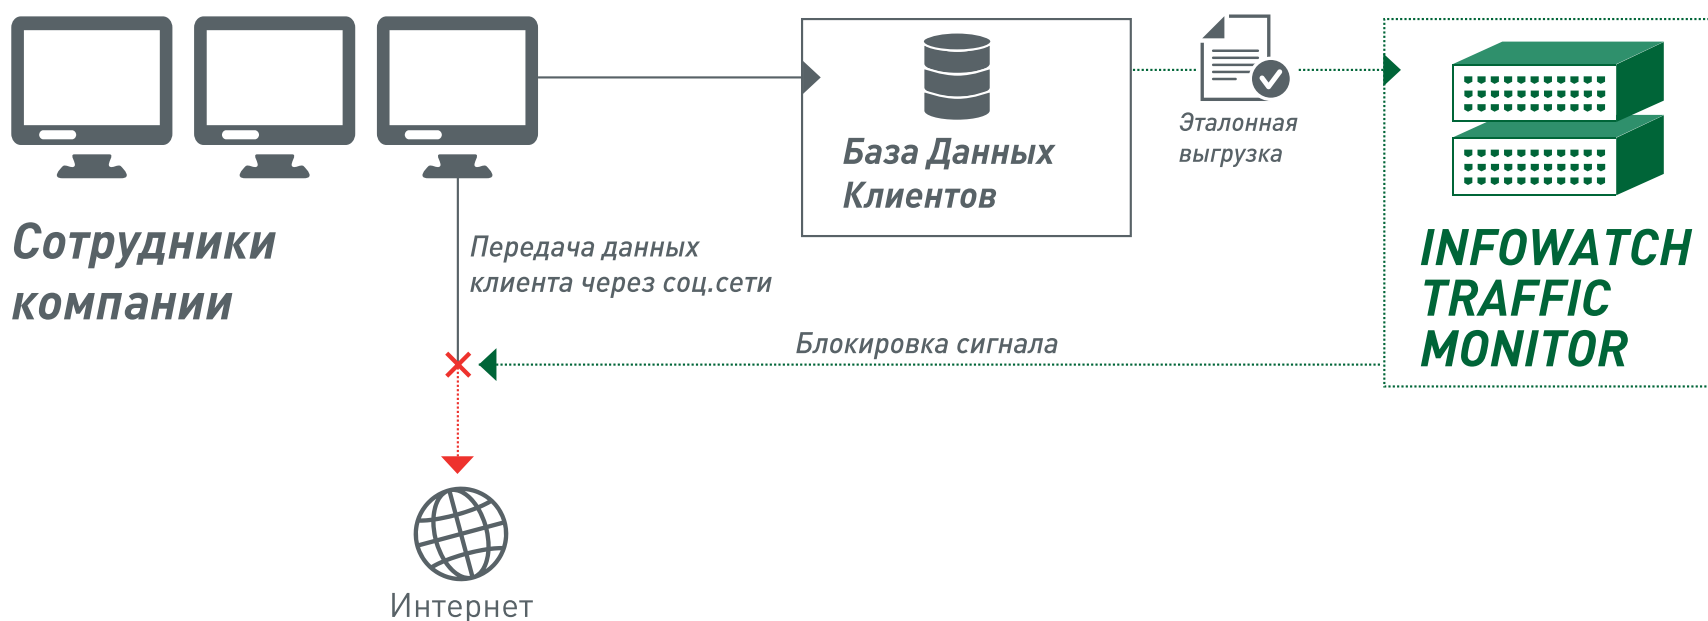 База Данных
Клиентов
Эталонная
выгрузка
INFOWATCH
TRAFFIC
MONITOR
Сотрудники
компании
Передача данных
клиента через соц.сети
Блокировка сигнала
Интернет